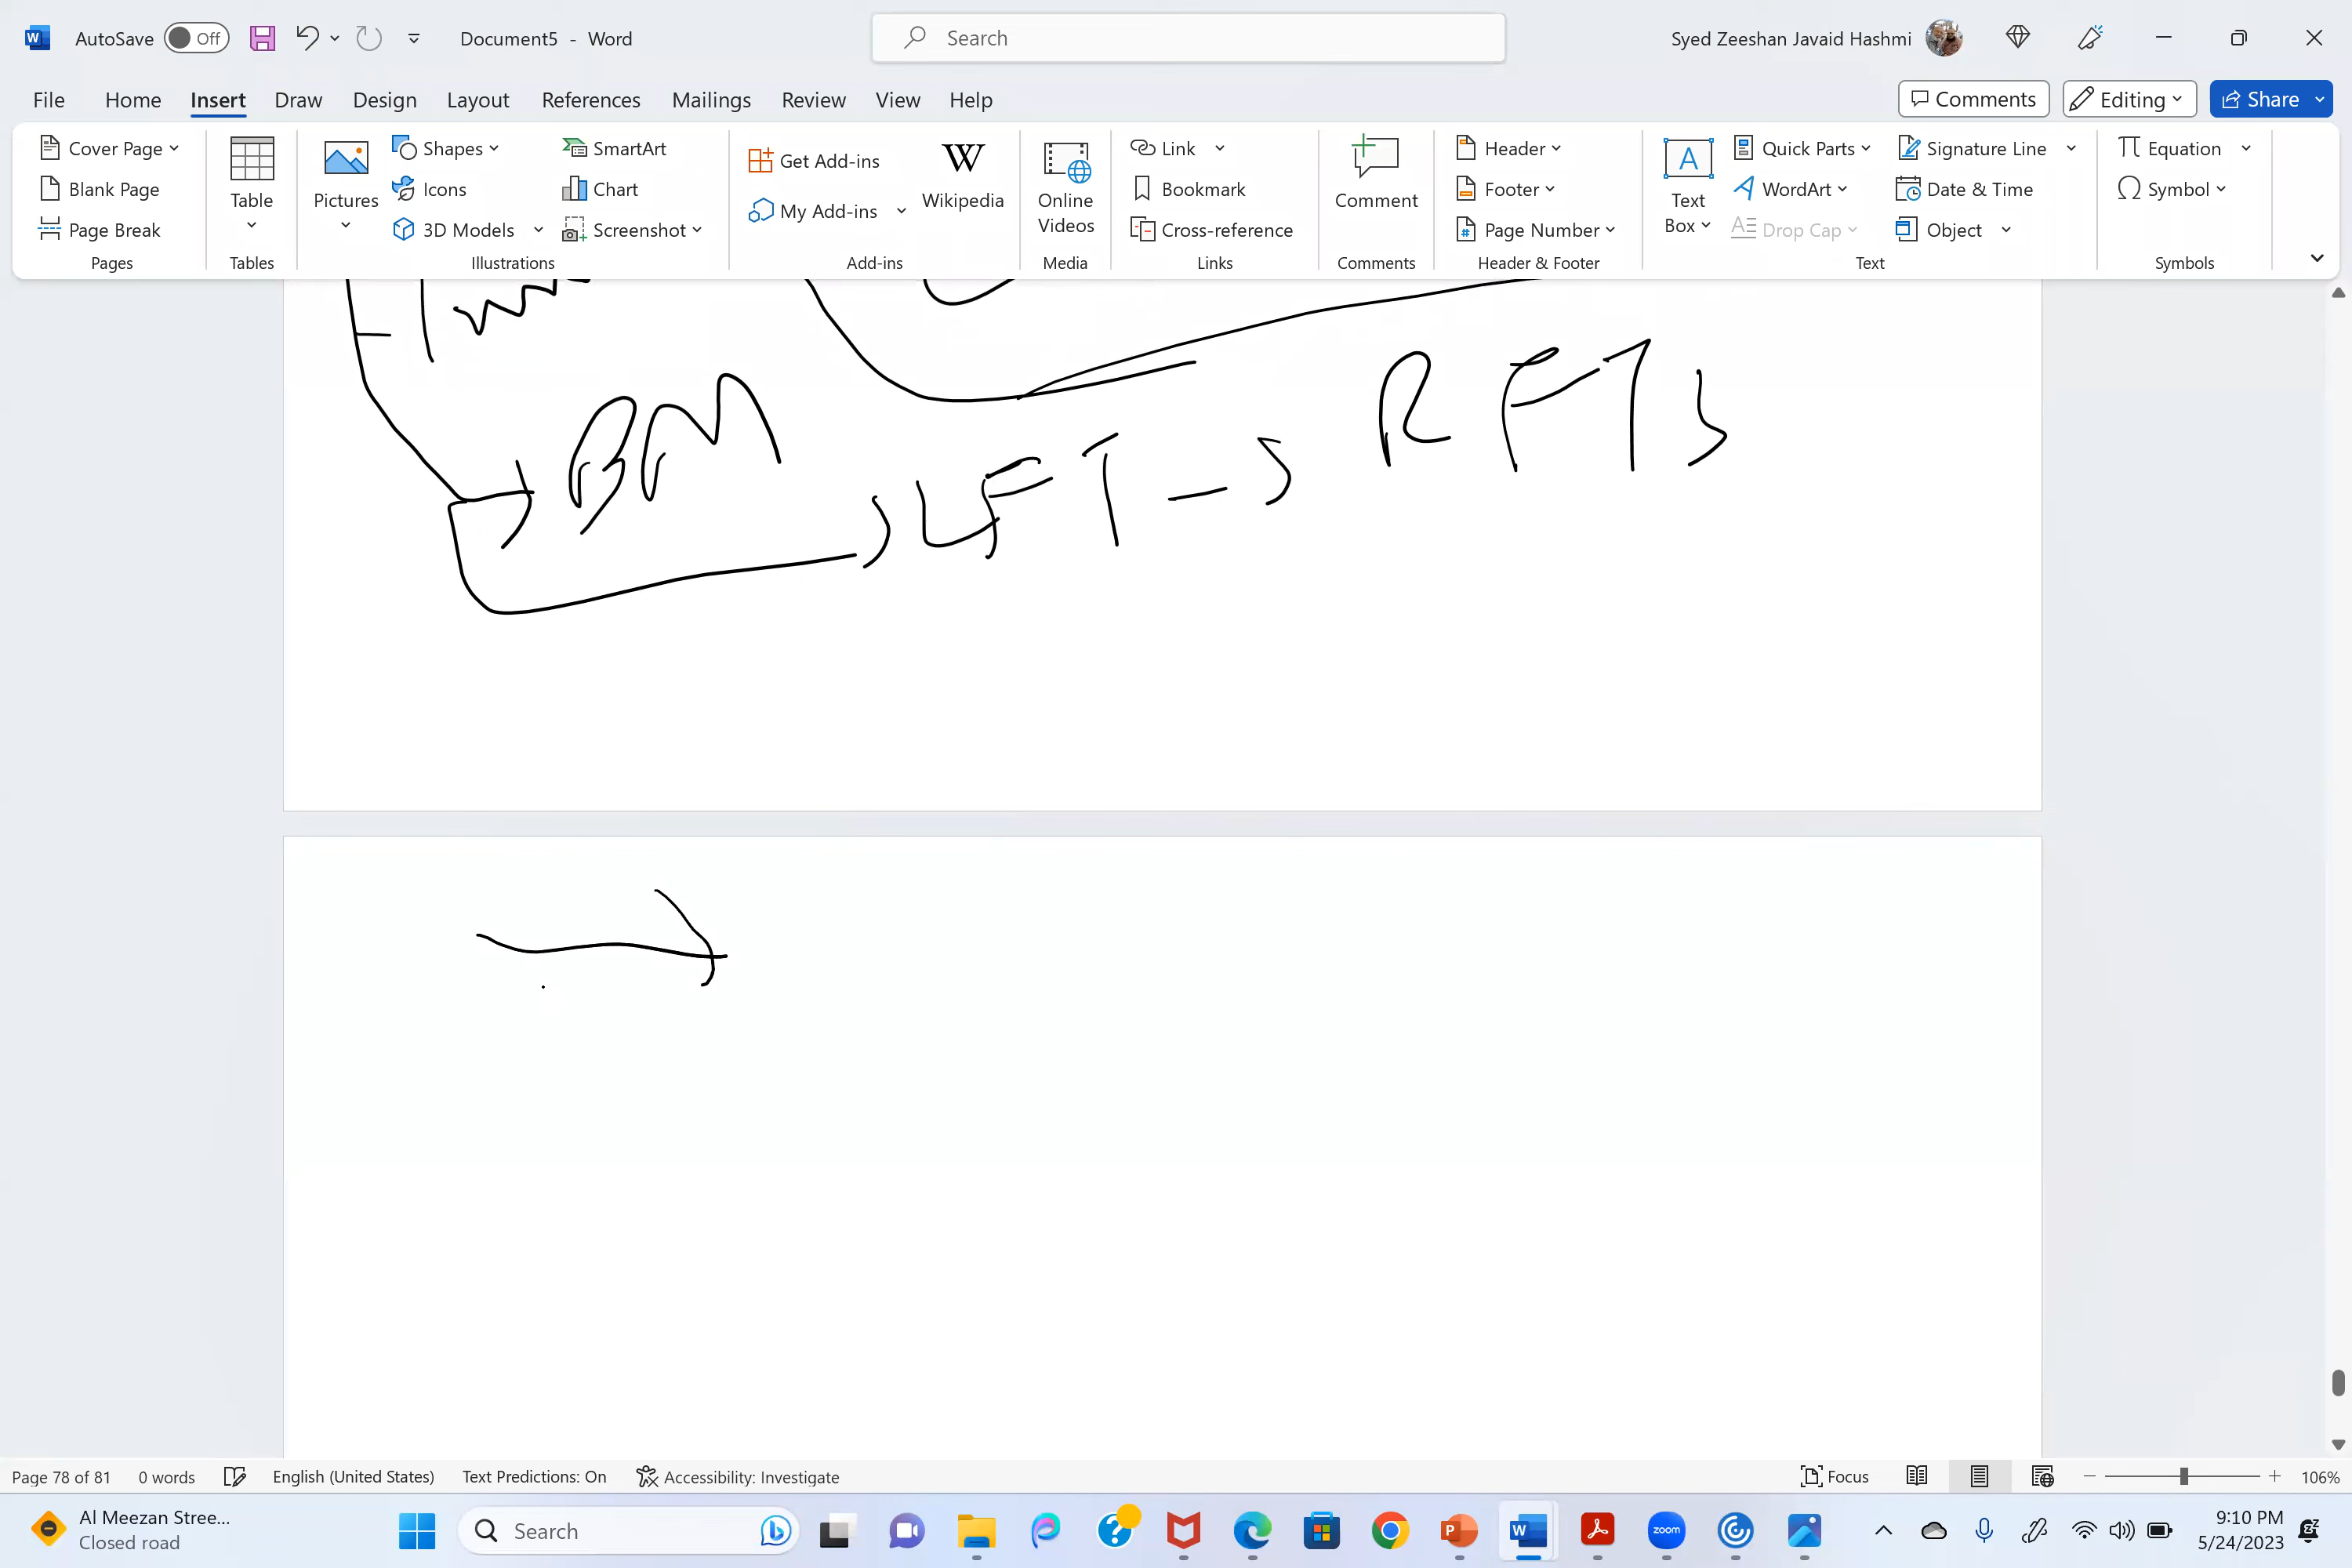 AutoSave Off Document5 - Word Search Syed Zeeshan Javaid Hashmi
File Home Insert Draw Design Layout References Mailings Review View Help Comments Editing Share
Cover Page Blank Page Page Break Pages
Table Tables
Pictures Shapes Icons 3D Models SmartArt Chart Screenshot Illustrations
Get Add-ins My Add-ins Wikipedia Add-ins
Online Videos Media
Link Bookmark Cross-reference Links
Comment Comments
Header Footer Page Number Header & Footer
Text Box Quick Parts WordArt Drop Cap Signature Line Date & Time Object Text
Equation Symbol Symbols
RFTs
BM
LFT-s
Page 78 of 81 0 words English (United States) Text Predictions: On Accessibility: Investigate Focus 106%
Al Meezan Stree...
Closed road
Search
zoom
9:10 PM
5/24/2023